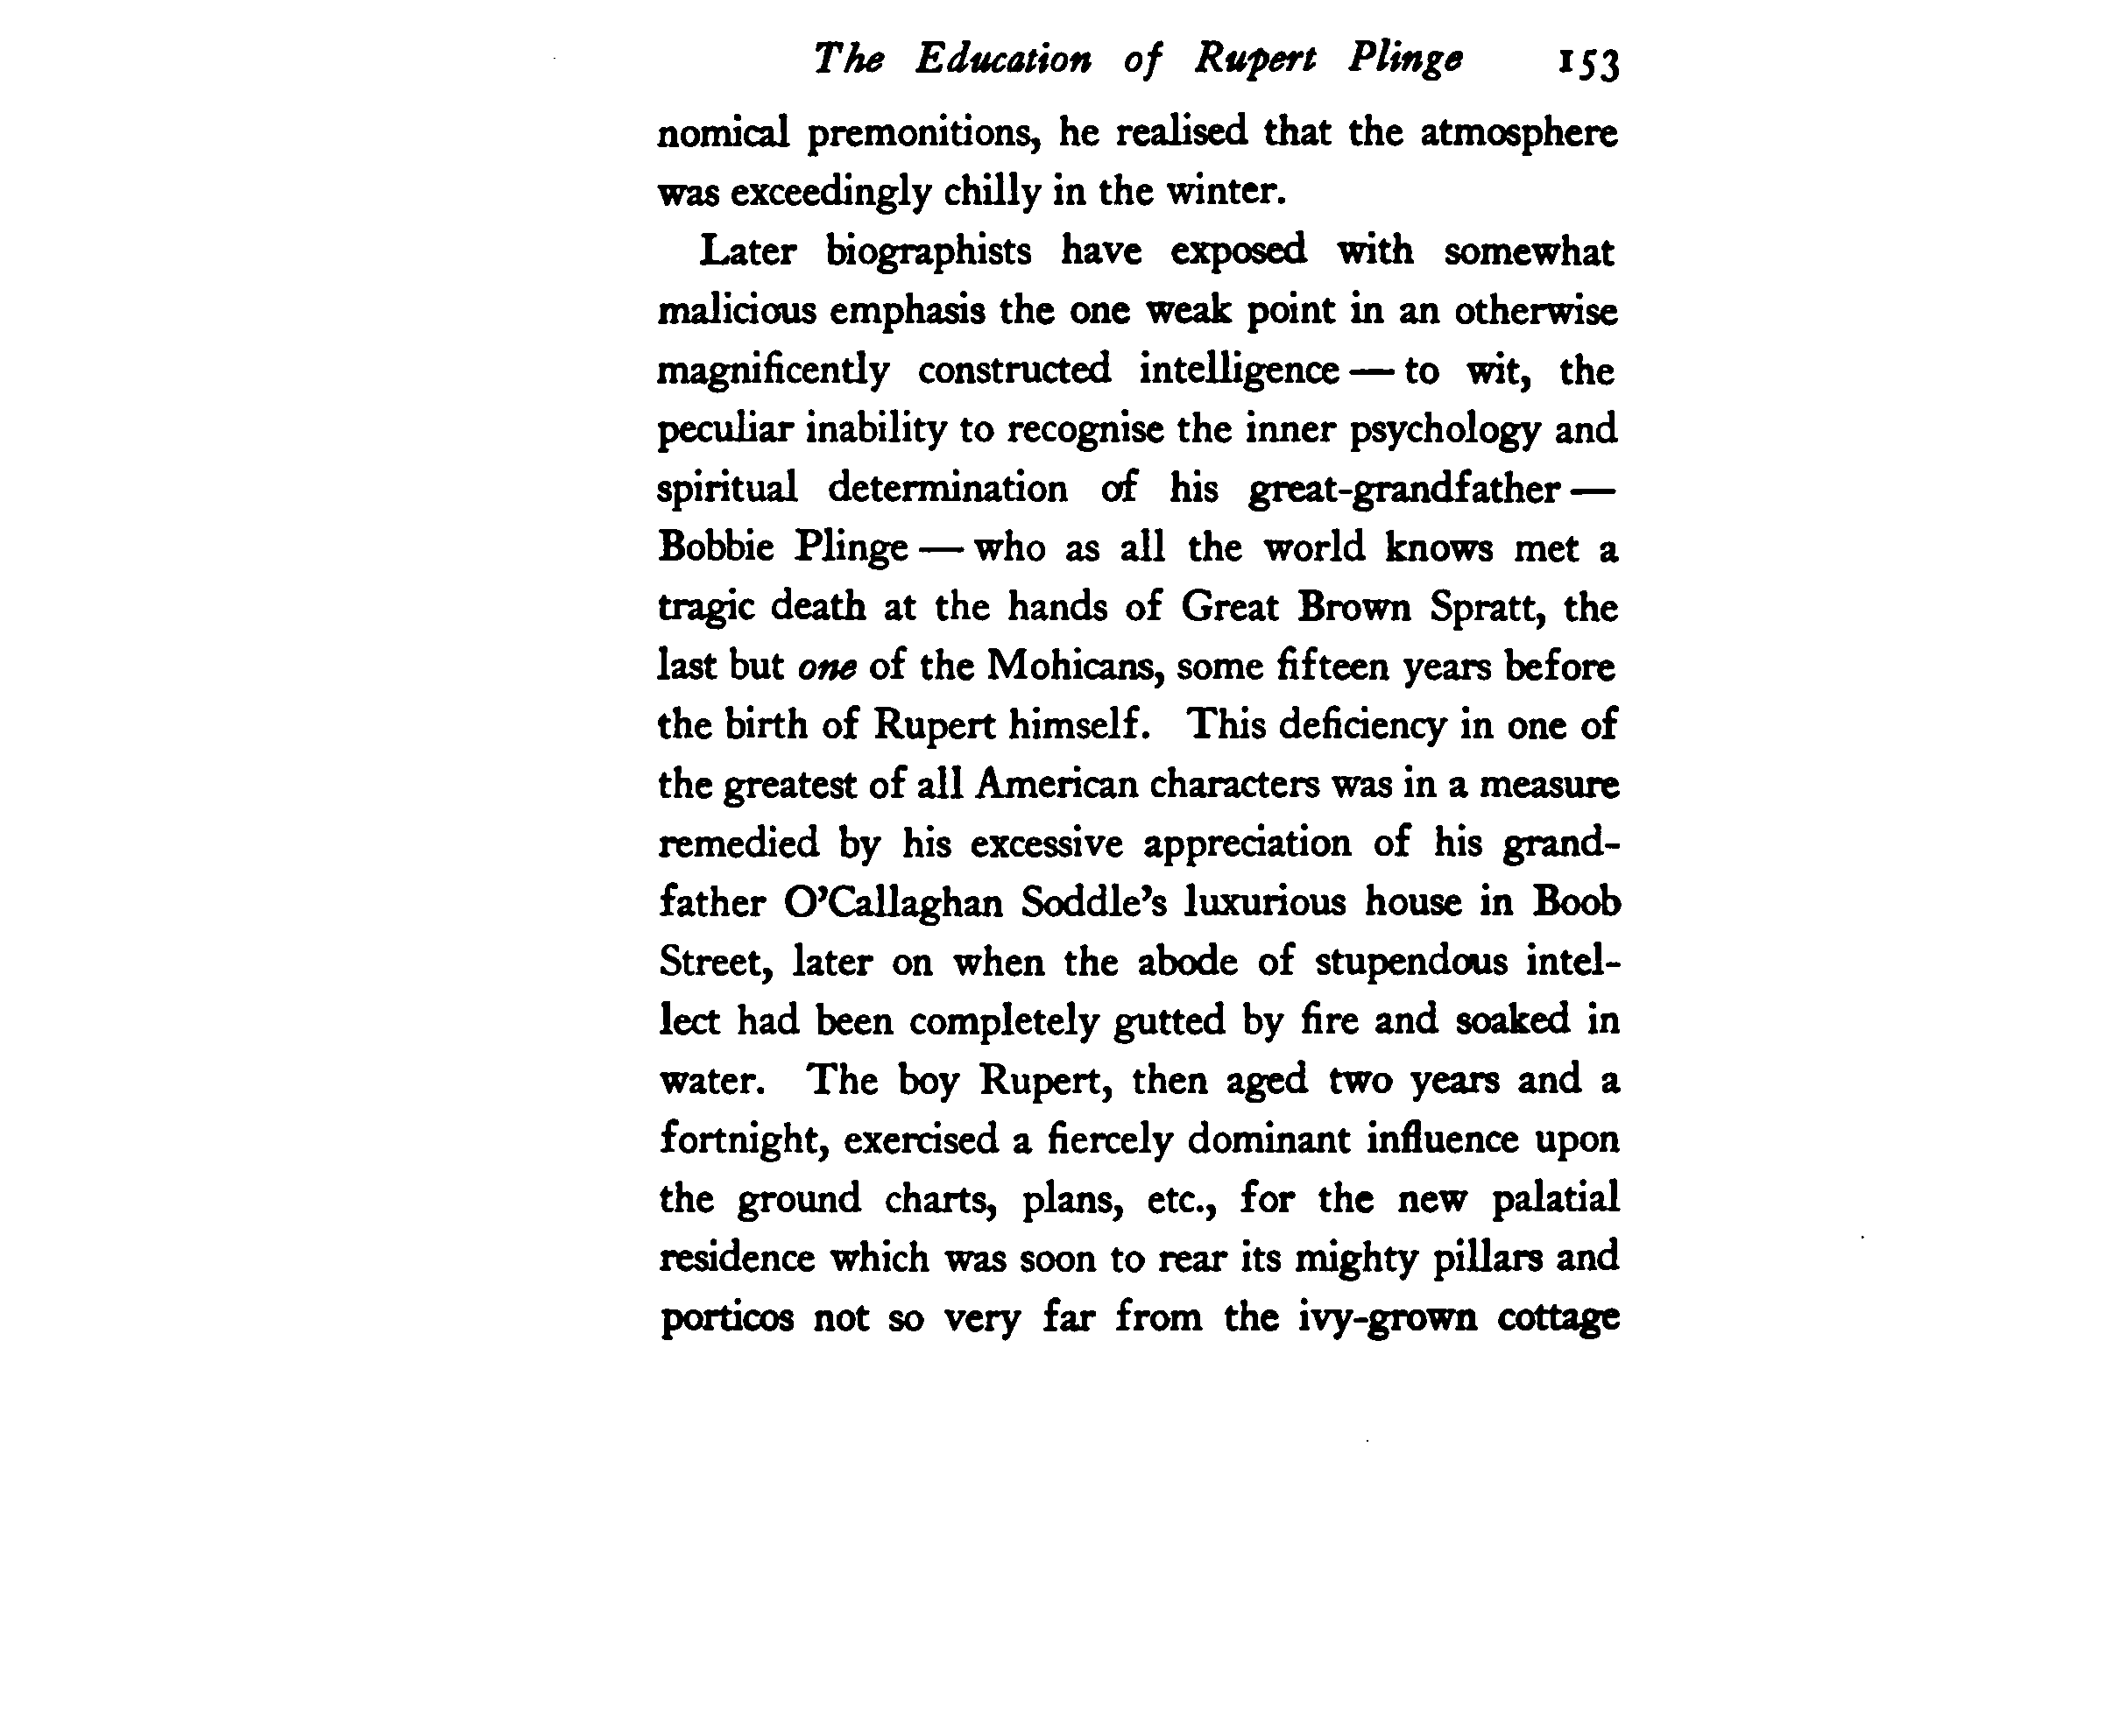 The Education of Rupert Plinge 153
nomical premonitions, he realised that the atmosphere
was exceedingly chilly in the winter.
Later biographists have exposed with somewhat
malicious emphasis the one weak point in an otherwise
magnificently constructed intelligence — to wit, the
peculiar inability to recognise the inner psychology and
spiritual determination of his great-grandfather —
Bobbie Plinge — who as all the world knows met a
tragic death at the hands of Great Brown Spratt, the
last but one of the Mohicans, some fifteen years before
the birth of Rupert himself. This deficiency in one of
the greatest of all American characters was in a measure
remedied by his excessive appreciation of his grand-
father O'Callaghan Soddle's luxurious house in Boob
Street, later on when the abode of stupendous intel-
lect had been completely gutted by fire and soaked in
water. The boy Rupert, then aged two years and a
fortnight, exercised a fiercely dominant influence upon
the ground charts, plans, etc., for the new palatial
residence which was soon to rear its mighty pillars and
porticos not so very far from the ivy-grown cottage